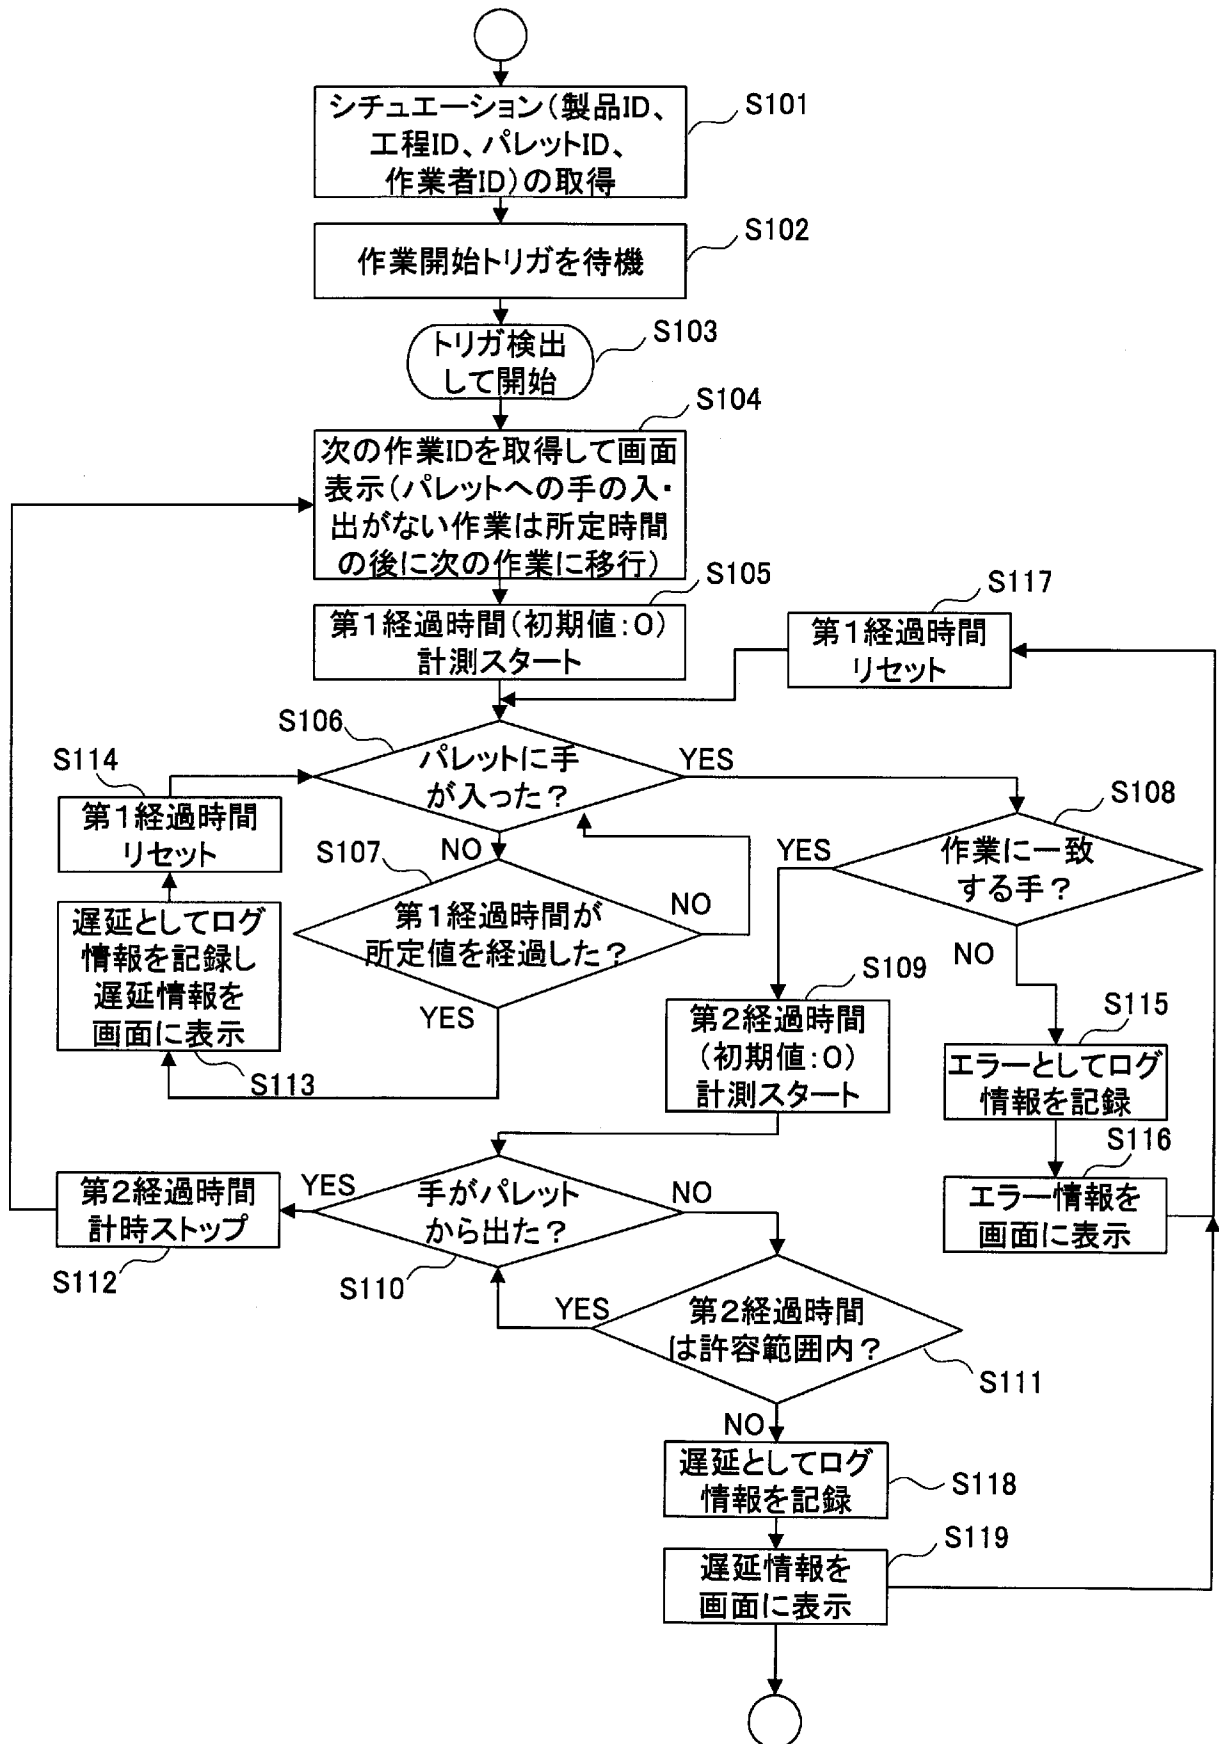 シチュエーション(製品ID、
工程ID、パレットID、
作業者ID)の取得
S101
作業開始トリガを待機
S102
トリガ検出
して開始
S103
S104
次の作業IDを取得して画面
表示(パレットへの手の入・
出がない作業は所定時間
の後に次の作業に移行)
S105
第1経過時間(初期値:0)
計測スタート
S117
第1経過時間
リセット
S106
パレットに手
が入った?
YES
NO
S114
第1経過時間
リセット
S107
第1経過時間が
所定値を経過した?
NO
YES
S108
作業に一致
する手?
YES
NO
遅延としてログ
情報を記録し
遅延情報を
画面に表示
S113
S109
第2経過時間
(初期値:0)
計測スタート
S115
エラーとしてログ
情報を記録
S116
エラー情報を
画面に表示
第2経過時間
計時ストップ
S112
YES
手がパレット
から出た?
NO
S110
YES
第2経過時間
は許容範囲内?
S111
NO
遅延としてログ
情報を記録
S118
遅延情報を
画面に表示
S119